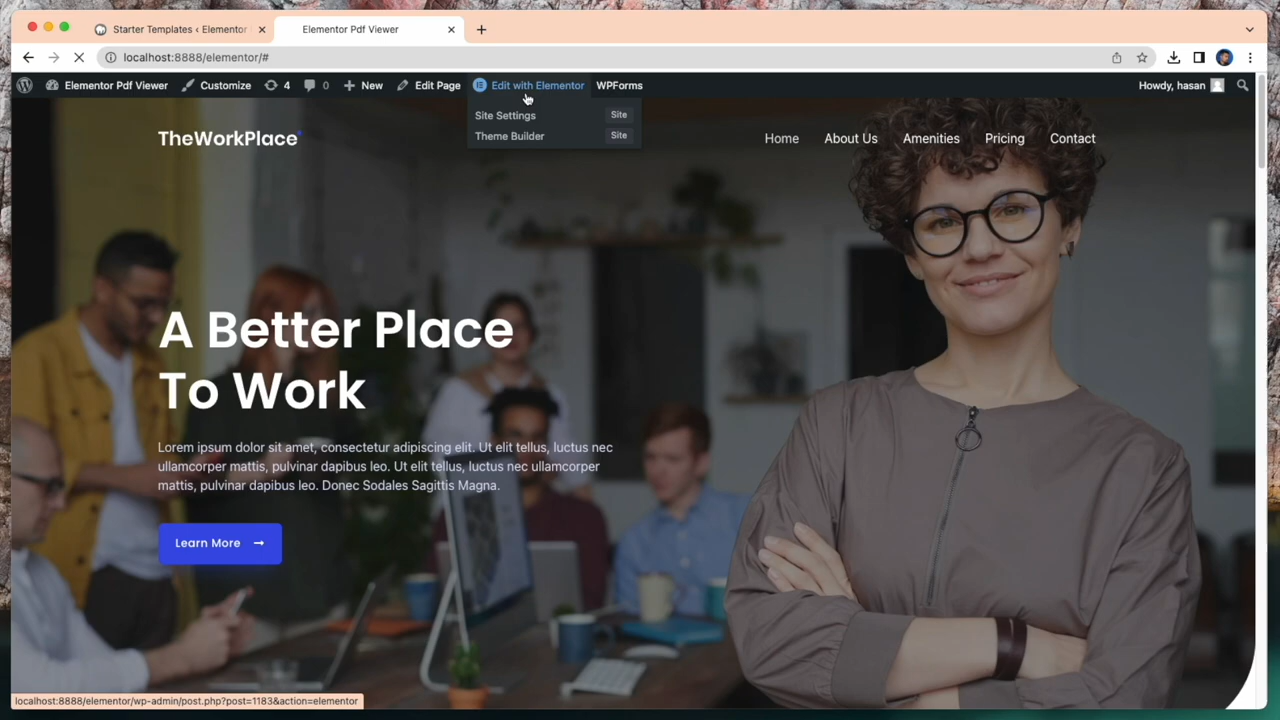 Starter Templates ‹ Elementor
Elementor Pdf Viewer
localhost:8888/elementor/#
Elementor Pdf Viewer
Customize
4
0
New
Edit Page
Edit with Elementor
WPForms
Howdy, hasan
Site Settings Site
Theme Builder Site
TheWorkPlace
Home
About Us
Amenities
Pricing
Contact
A Better Place
To Work
Lorem ipsum dolor sit amet, consectetur adipiscing elit. Ut elit tellus, luctus nec
ullamcorper mattis, pulvinar dapibus leo. Ut elit tellus, luctus nec ullamcorper
mattis, pulvinar dapibus leo. Donec Sodales Sagittis Magna.
Learn More
localhost:8888/elementor/wp-admin/post.php?post=1183&action=elementor